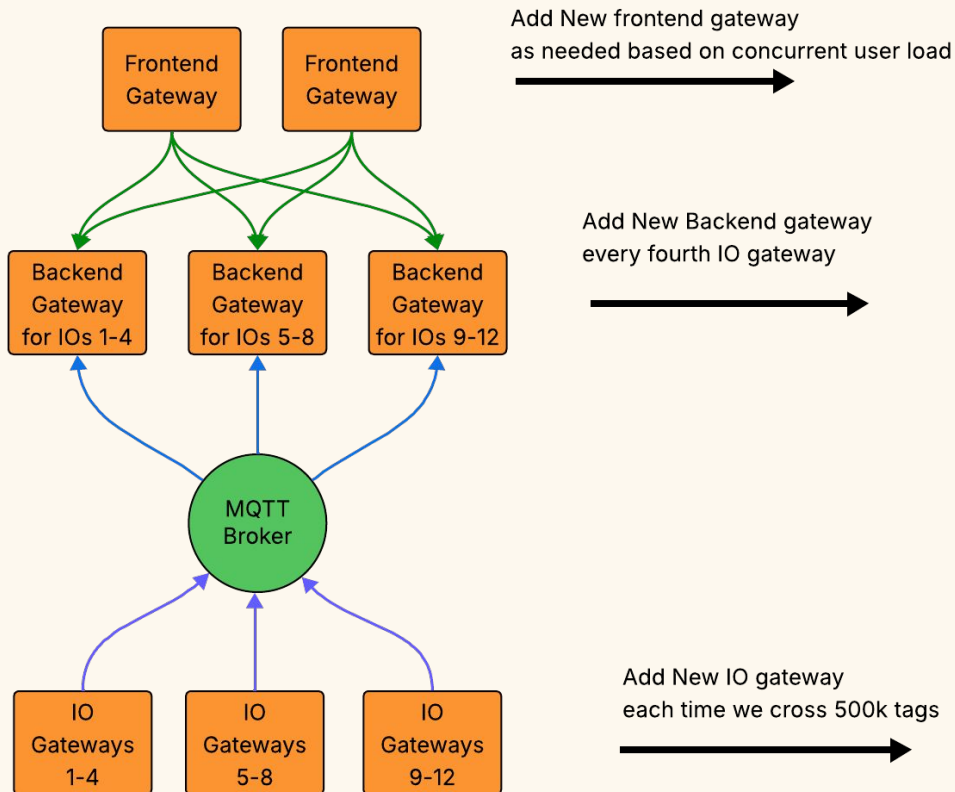 Add New frontend gateway
as needed based on concurrent user load
Frontend
Gateway
Frontend
Gateway
Add New Backend gateway
every fourth IO gateway
Backend
Gateway
for IOs 1-4
Backend
Gateway
for IOs 5-8
Backend
Gateway
for IOs 9-12
MQTT
Broker
Add New IO gateway
each time we cross 500k tags
IO
Gateways
1-4
IO
Gateways
5-8
IO
Gateways
9-12